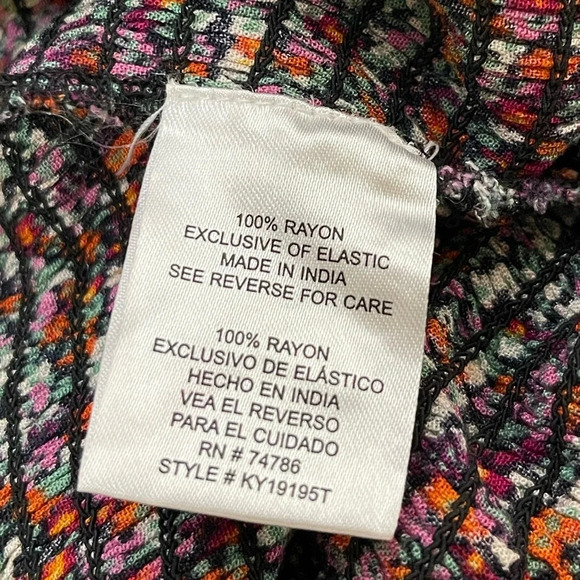 100% RAYON
EXCLUSIVE OF ELASTIC
MADE IN INDIA
SEE REVERSE FOR CARE
100% RAYON
EXCLUSIVO DE ELÁSTICO
HECHO EN INDIA
VEA EL REVERSO
PARA EL CUIDADO
RN # 74786
STYLE # KY19195T